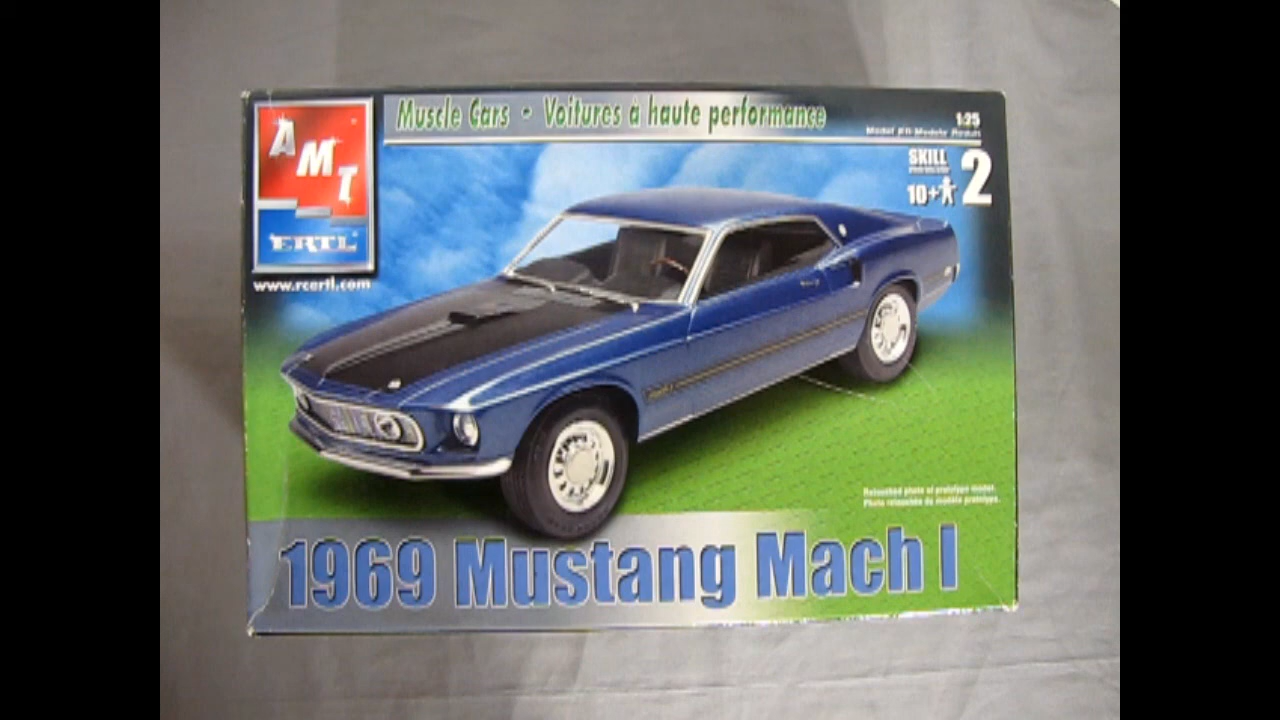 AMT
ERTL
www.rcertl.com
Muscle Cars - Voitures à haute performance
1:25
SKILL 2
10+
Retouched photo of prototype model.
Photo retouchée du modèle prototype.
1969 Mustang Mach I